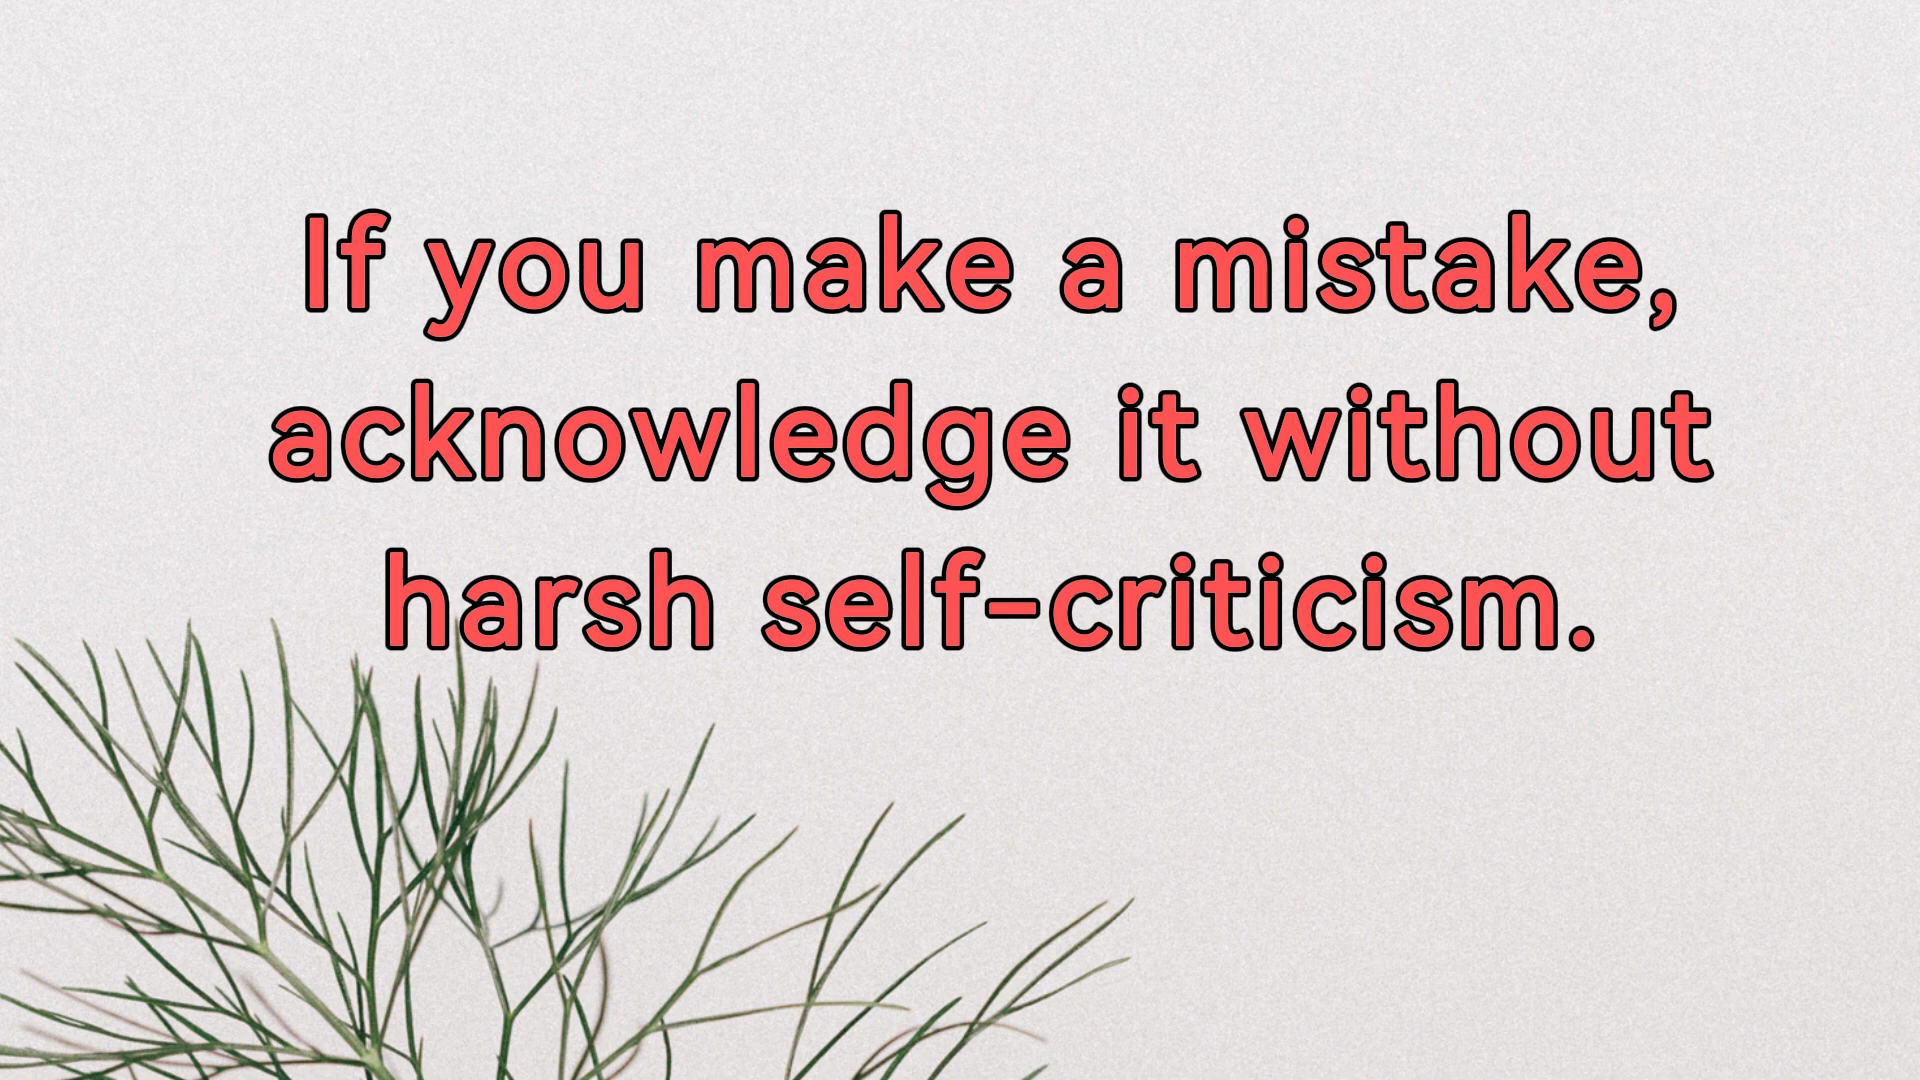 If you make a mistake,
acknowledge it without
harsh self-criticism.